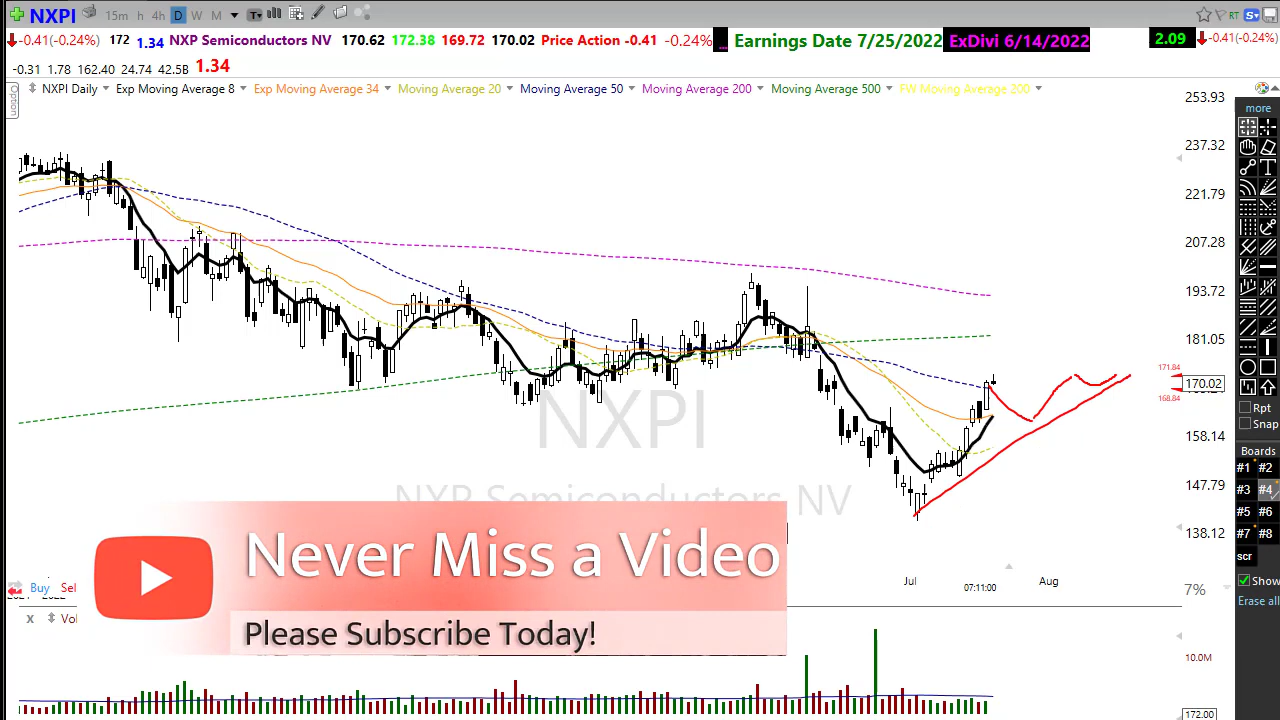 NXPI 15m h 4h D W M T RT S
-0.41(-0.24%) 172 1.34 NXP Semiconductors NV 170.62 172.38 169.72 170.02 Price Action -0.41 -0.24% ... Earnings Date 7/25/2022 ExDivi 6/14/2022 2.09 -0.41(-0.24%)
-0.31 1.78 162.40 24.74 42.5B 1.34
Option
NXPI Daily Exp Moving Average 8 Exp Moving Average 34 Moving Average 20 Moving Average 50 Moving Average 200 Moving Average 500 FW Moving Average 200
253.93
more
237.32
221.79
207.28
193.72
181.05
171.84
170.02
168.84
158.14
147.79
138.12
NXPI
NXP Semiconductors NV
Rpt
Snap
Boards
#1 #2
#3 #4
#5 #6
#7 #8
scr
Show
Erase all
Never Miss a Video
Please Subscribe Today!
Jul Aug
07:11:00
7%
Buy Sel
x Vol
10.0M
172.00